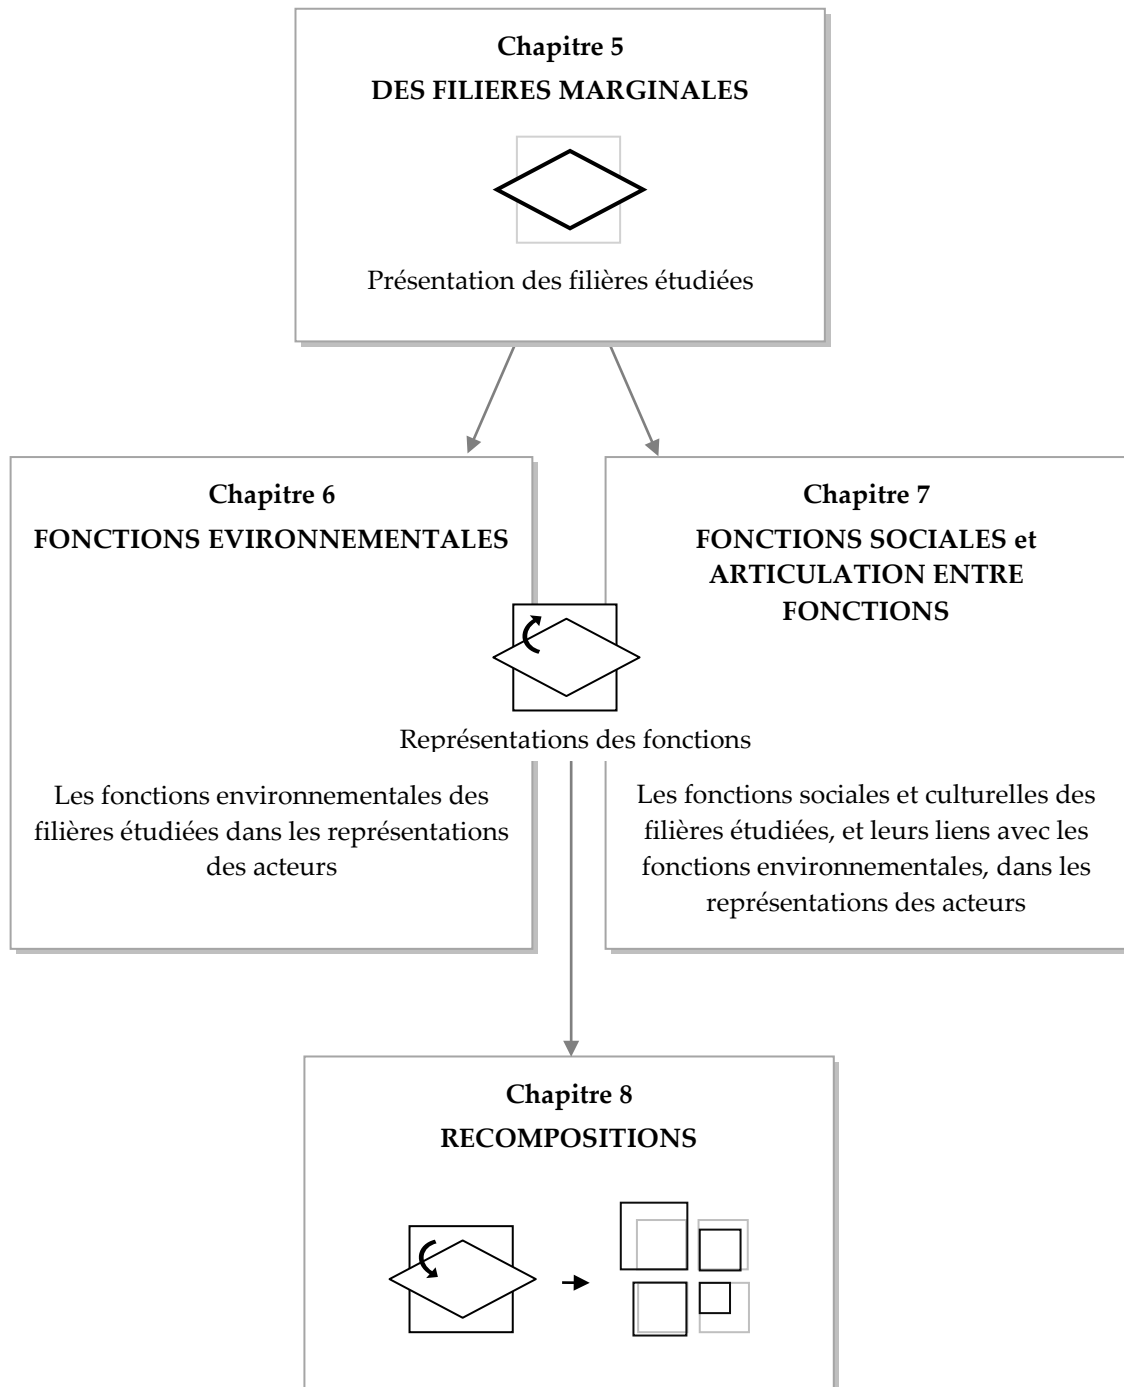 Chapitre 5
DES FILIERES MARGINALES
Présentation des filières étudiées
Chapitre 6
FONCTIONS EVIRONNEMENTALES
Chapitre 7
FONCTIONS SOCIALES et
ARTICULATION ENTRE
FONCTIONS
Représentations des fonctions
Les fonctions environnementales des
filières étudiées dans les représentations
des acteurs
Les fonctions sociales et culturelles des
filières étudiées, et leurs liens avec les
fonctions environnementales, dans les
représentations des acteurs
Chapitre 8
RECOMPOSITIONS